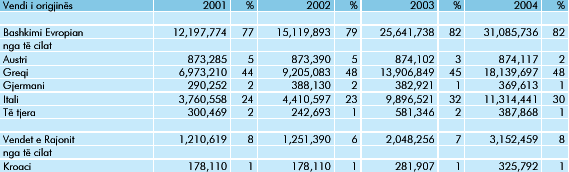 Vendi i origjinës 2001 % 2002 % 2003 % 2004 %
Bashkimi Evropian 12,197,774 77 15,119,893 79 25,641,738 82 31,085,736 82
nga të cilat
Austri 873,285 5 873,390 5 874,102 3 874,117 2
Greqi 6,973,210 44 9,205,083 48 13,906,849 45 18,139,697 48
Gjermani 290,252 2 388,130 2 382,921 1 369,613 1
Itali 3,760,558 24 4,410,597 23 9,896,521 32 11,314,441 30
Të tjera 300,469 2 242,693 1 581,346 2 387,868 1
Vendet e Rajonit 1,210,619 8 1,251,390 6 2,048,256 7 3,152,459 8
nga të cilat
Kroaci 178,110 1 178,110 1 281,907 1 325,792 1